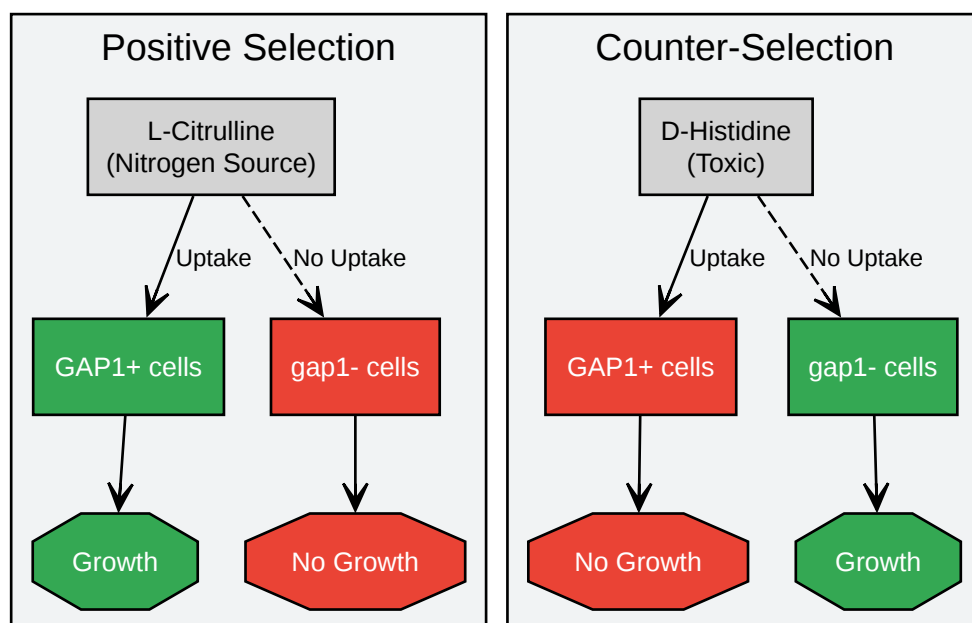 Positive Selection
L-Citrulline
(Nitrogen Source)
Uptake
No Uptake
GAP1+ cells
gap1- cells
Growth
No Growth
Counter-Selection
D-Histidine
(Toxic)
Uptake
No Uptake
GAP1+ cells
gap1- cells
No Growth
Growth